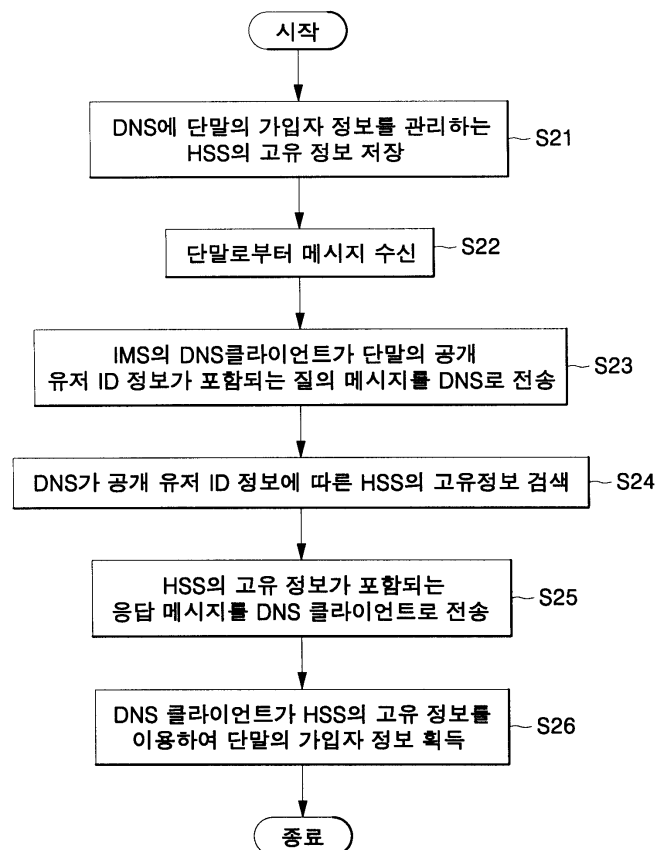 시작
DNS에 단말의 가입자 정보를 관리하는
HSS의 고유 정보 저장
S21
단말로부터 메시지 수신
S22
IMS의 DNS클라이언트가 단말의 공개
유저 ID 정보가 포함되는 질의 메시지를 DNS로 전송
S23
DNS가 공개 유저 ID 정보에 따른 HSS의 고유정보 검색
S24
HSS의 고유 정보가 포함되는
응답 메시지를 DNS 클라이언트로 전송
S25
DNS 클라이언트가 HSS의 고유 정보를
이용하여 단말의 가입자 정보 획득
S26
종료